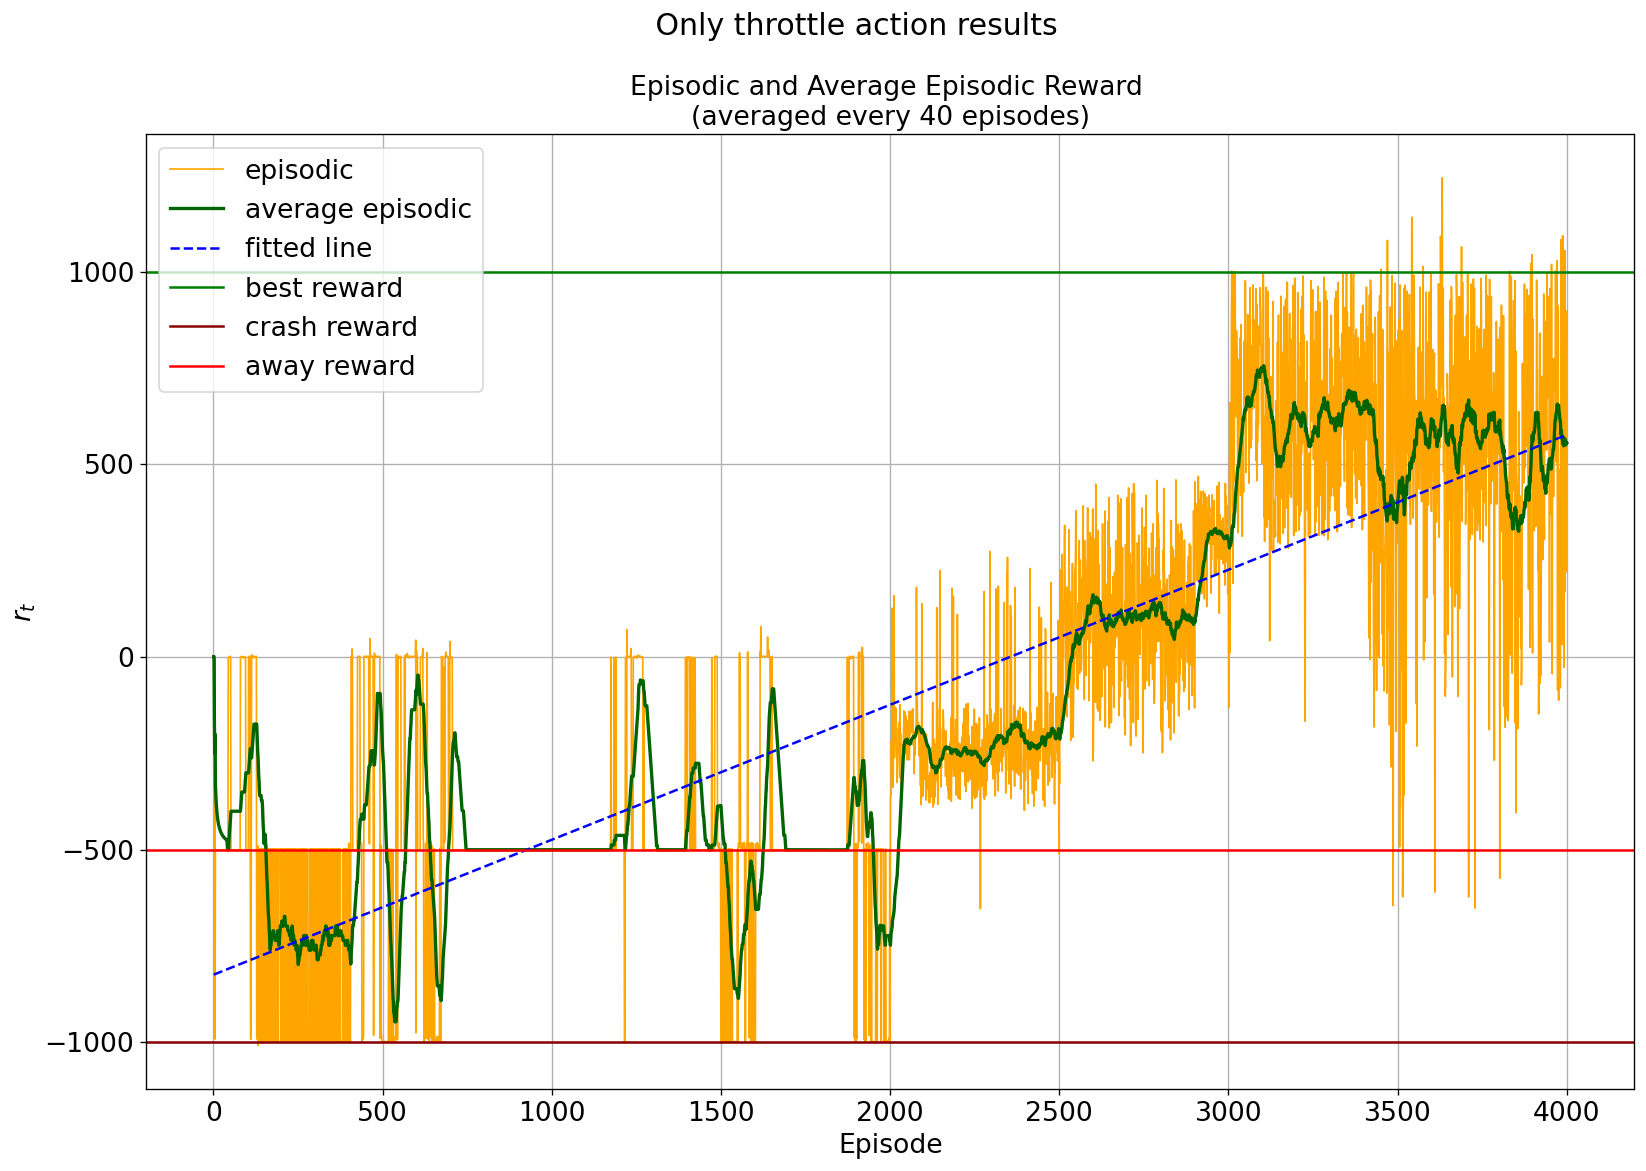 Only throttle action results
Episodic and Average Episodic Reward
(averaged every 40 episodes)
episodic
average episodic
fitted line
best reward
crash reward
away reward
1000
500
0
−500
−1000
r_t
0 500 1000 1500 2000 2500 3000 3500 4000
Episode